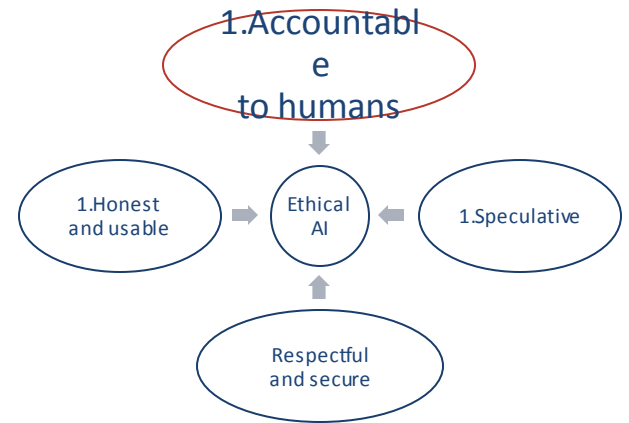 1.Accountabl
e
to humans
1.Honest
and usable
Ethical
AI
1.Speculative
Respectful
and secure